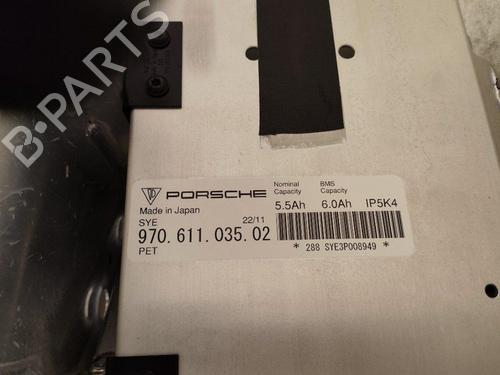 B-PARTS
PORSCHE
Nominal Capacity
BMS Capacity
Made in Japan
5.5Ah 6.0Ah IP5K4
SYE 22/11
970.611.035.02
PET
* 288 SYE3P008949 *